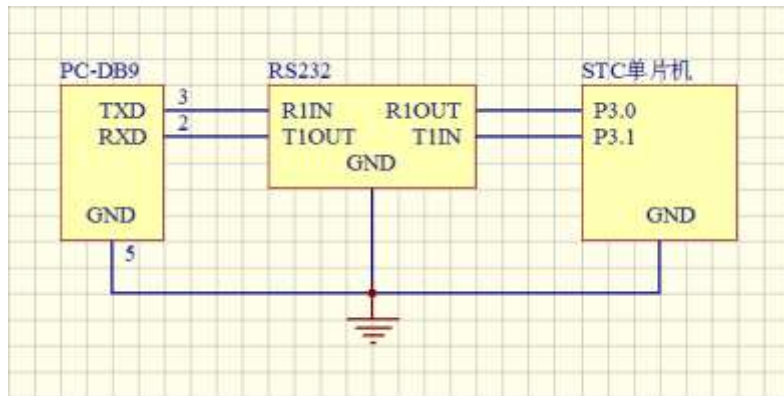 PC-DB9 RS232 STC单片机
TXD 3 R1IN R1OUT P3.0
RXD 2 T1OUT T1IN P3.1
GND
GND GND
5